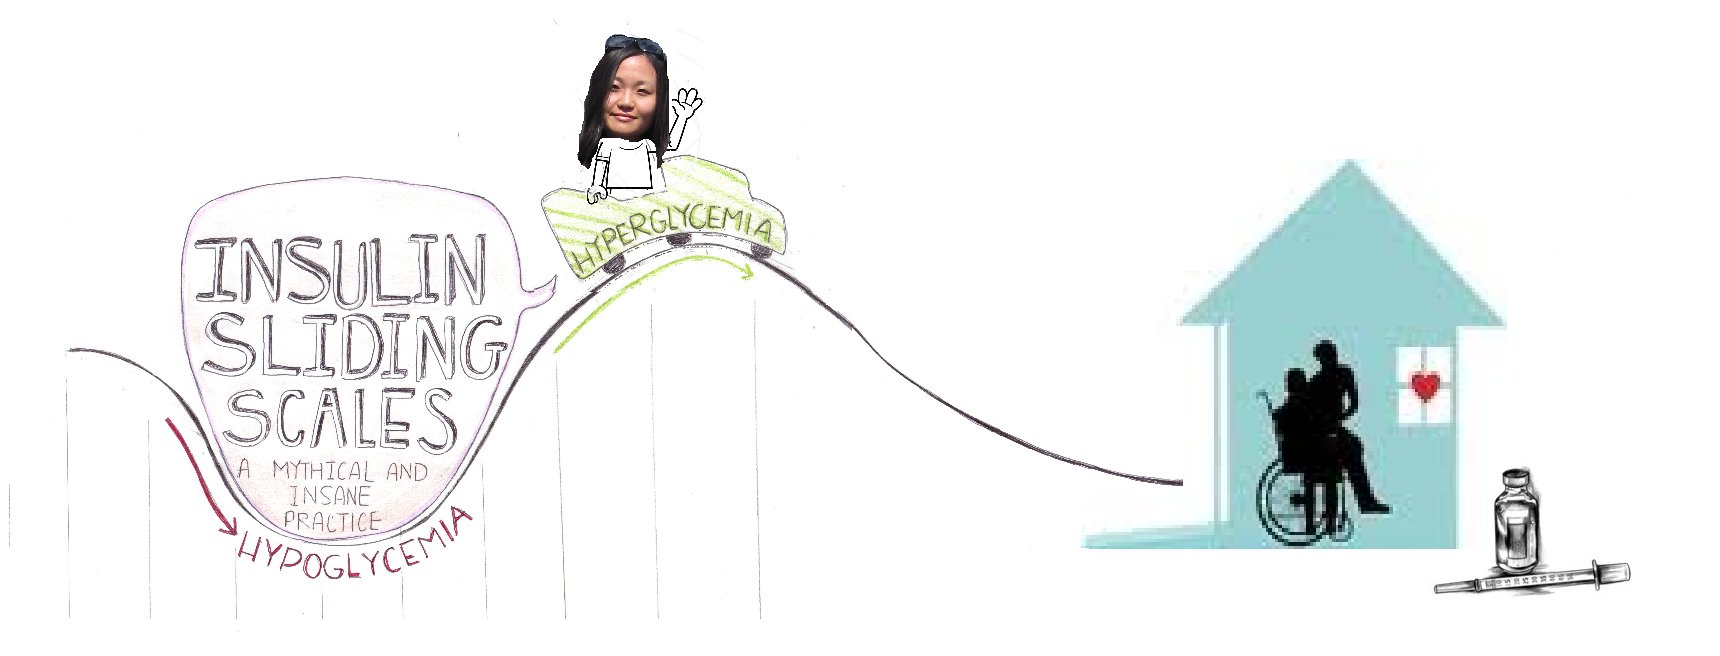 INSULIN
SLIDING
SCALES
A MYTHICAL AND
INSANE
PRACTICE
HYPOGLYCEMIA
HYPERGLYCEMIA